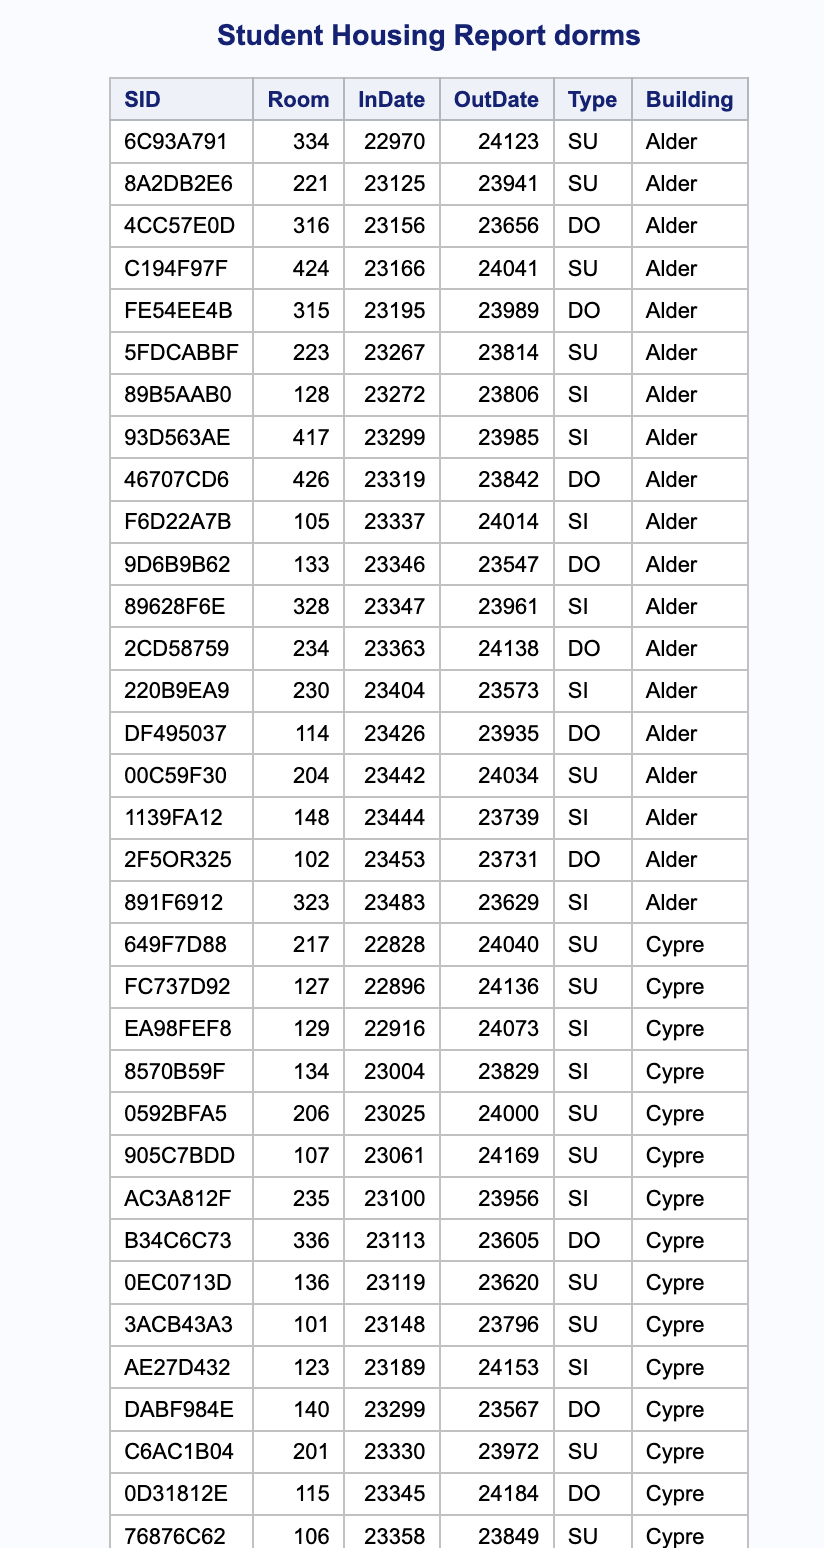 Student Housing Report dorms
SID Room InDate OutDate Type Building
6C93A791 334 22970 24123 SU Alder
8A2DB2E6 221 23125 23941 SU Alder
4CC57E0D 316 23156 23656 DO Alder
C194F97F 424 23166 24041 SU Alder
FE54EE4B 315 23195 23989 DO Alder
5FDCABBF 223 23267 23814 SU Alder
89B5AAB0 128 23272 23806 SI Alder
93D563AE 417 23299 23985 SI Alder
46707CD6 426 23319 23842 DO Alder
F6D22A7B 105 23337 24014 SI Alder
9D6B9B62 133 23346 23547 DO Alder
89628F6E 328 23347 23961 SI Alder
2CD58759 234 23363 24138 DO Alder
220B9EA9 230 23404 23573 SI Alder
DF495037 114 23426 23935 DO Alder
00C59F30 204 23442 24034 SU Alder
1139FA12 148 23444 23739 SI Alder
2F5OR325 102 23453 23731 DO Alder
891F6912 323 23483 23629 SI Alder
649F7D88 217 22828 24040 SU Cypre
FC737D92 127 22896 24136 SU Cypre
EA98FEF8 129 22916 24073 SI Cypre
8570B59F 134 23004 23829 SI Cypre
0592BFA5 206 23025 24000 SU Cypre
905C7BDD 107 23061 24169 SU Cypre
AC3A812F 235 23100 23956 SI Cypre
B34C6C73 336 23113 23605 DO Cypre
0EC0713D 136 23119 23620 SU Cypre
3ACB43A3 101 23148 23796 SU Cypre
AE27D432 123 23189 24153 SI Cypre
DABF984E 140 23299 23567 DO Cypre
C6AC1B04 201 23330 23972 SU Cypre
0D31812E 115 23345 24184 DO Cypre
76876C62 106 23358 23849 SU Cypre